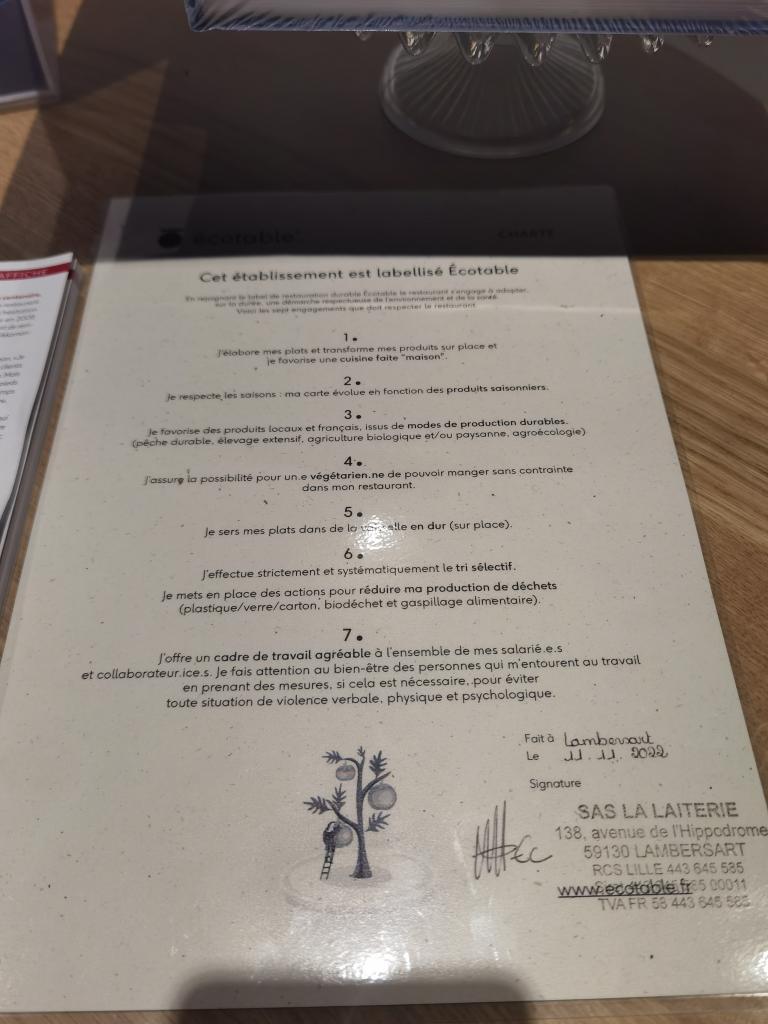 écotable
CHARTE
Cet établissement est labellisé Écotable
En rejoignant le label de restauration durable Écotable le restaurant s'engage à adopter,
sur la durée, une démarche respectueuse de l'environnement et de la santé.
Voici les sept engagements que doit respecter le restaurant.
1.
J'élabore mes plats et transforme mes produits sur place et
je favorise une cuisine faite "maison".
2.
Je respecte les saisons : ma carte évolue en fonction des produits saisonniers.
3.
Je favorise des produits locaux et français, issus de modes de production durables.
(pêche durable, élevage extensif, agriculture biologique et/ou paysanne, agroécologie)
4.
J'assure la possibilité pour un.e végétarien.ne de pouvoir manger sans contrainte
dans mon restaurant.
5.
Je sers mes plats dans de la vaisselle en dur (sur place).
6.
J'effectue strictement et systématiquement le tri sélectif.
Je mets en place des actions pour réduire ma production de déchets
(plastique/verre/carton, biodéchet et gaspillage alimentaire).
7.
J'offre un cadre de travail agréable à l'ensemble de mes salarié.e.s
et collaborateur.ice.s. Je fais attention au bien-être des personnes qui m'entourent au travail
en prenant des mesures, si cela est nécessaire, pour éviter
toute situation de violence verbale, physique et psychologique.
Fait à Lambersart
Le 11.11.2022
Signature
SAS LA LAITERIE
138, avenue de l'Hippodrome
59130 LAMBERSART
RCS LILLE 443 645 585
www.ecotable.fr 00011
TVA FR 58 443 645 585
AFFICHE